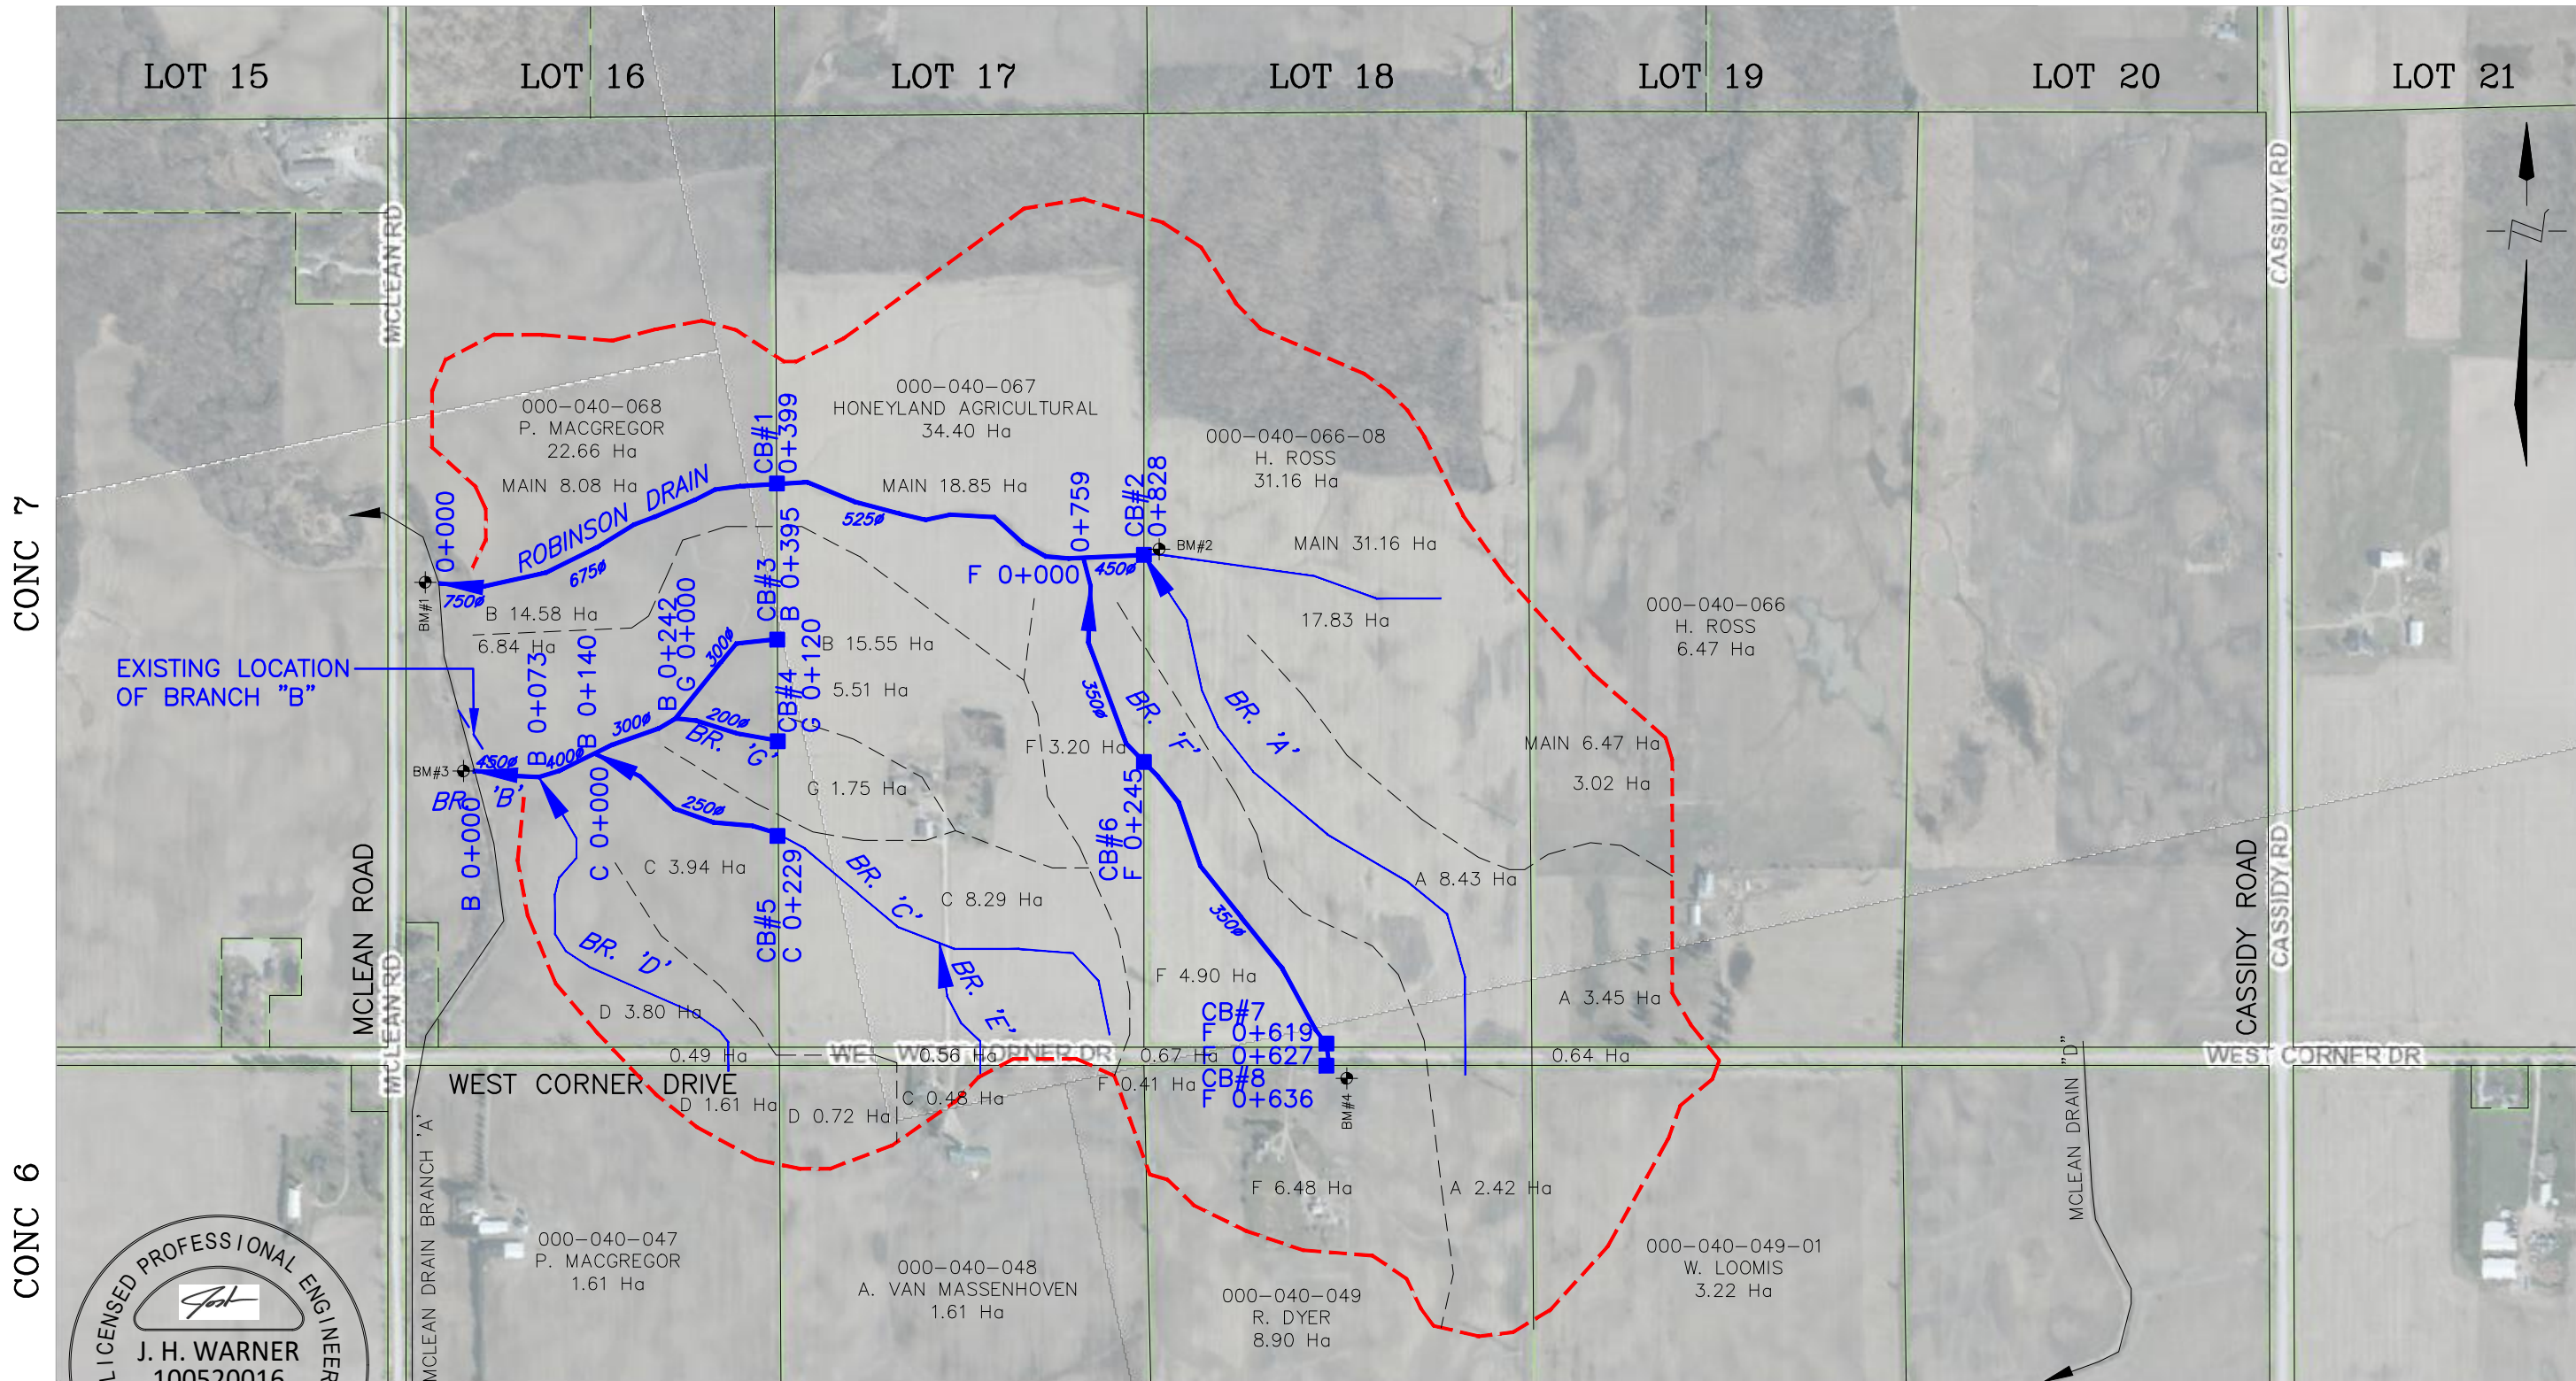 LOT 15
LOT 16
LOT 17
LOT 18
LOT 19
LOT 20
LOT 21
CONC 7
CONC 6
MCLEAN RD
CASSIDY RD
000-040-068
P. MACGREGOR
22.66 Ha
MAIN 8.08 Ha
000-040-067
HONEYLAND AGRICULTURAL
34.40 Ha
MAIN 18.85 Ha
000-040-066-08
H. ROSS
31.16 Ha
MAIN 31.16 Ha
17.83 Ha
000-040-066
H. ROSS
6.47 Ha
MAIN 6.47 Ha
3.02 Ha
CB#1
0+399
ROBINSON DRAIN
0+000
750ø
675ø
525ø
450ø
0+759
CB#2
0+828
BM#2
F 0+000
BM#1
B 14.58 Ha
6.84 Ha
EXISTING LOCATION
OF BRANCH "B"
B 0+073
B 0+140
B 0+242
G 0+000
CB#3
B 0+395
300ø
300ø
200ø
BR. 'G'
CB#4
G 0+120
B 15.55 Ha
5.51 Ha
G 1.75 Ha
F 3.20 Ha
350ø
BR. 'F'
BR. 'A'
BM#3
450ø
400ø
BR. 'B'
B 0+000
C 0+000
250ø
C 3.94 Ha
CB#5
C 0+229
BR. 'C'
C 8.29 Ha
CB#6
F 0+245
350ø
A 8.43 Ha
BR. 'D'
D 3.80 Ha
BR. 'E'
F 4.90 Ha
A 3.45 Ha
CB#7
F 0+619
F 0+627
CB#8
F 0+636
BM#4
MCLEAN ROAD
MCLEAN RD
CASSIDY ROAD
CASSIDY RD
0.49 Ha
WE
WEST CORNER DR
0.56 Ha
0.67 Ha
0.64 Ha
WEST CORNER DR
WEST CORNER DRIVE
D 1.61 Ha
D 0.72 Ha
C 0.48 Ha
F 0.41 Ha
F 6.48 Ha
A 2.42 Ha
MCLEAN DRAIN "D"
MCLEAN DRAIN BRANCH 'A'
000-040-047
P. MACGREGOR
1.61 Ha
000-040-048
A. VAN MASSENHOVEN
1.61 Ha
000-040-049
R. DYER
8.90 Ha
000-040-049-01
W. LOOMIS
3.22 Ha
LICENSED PROFESSIONAL ENGINEER
J. H. WARNER
100520016